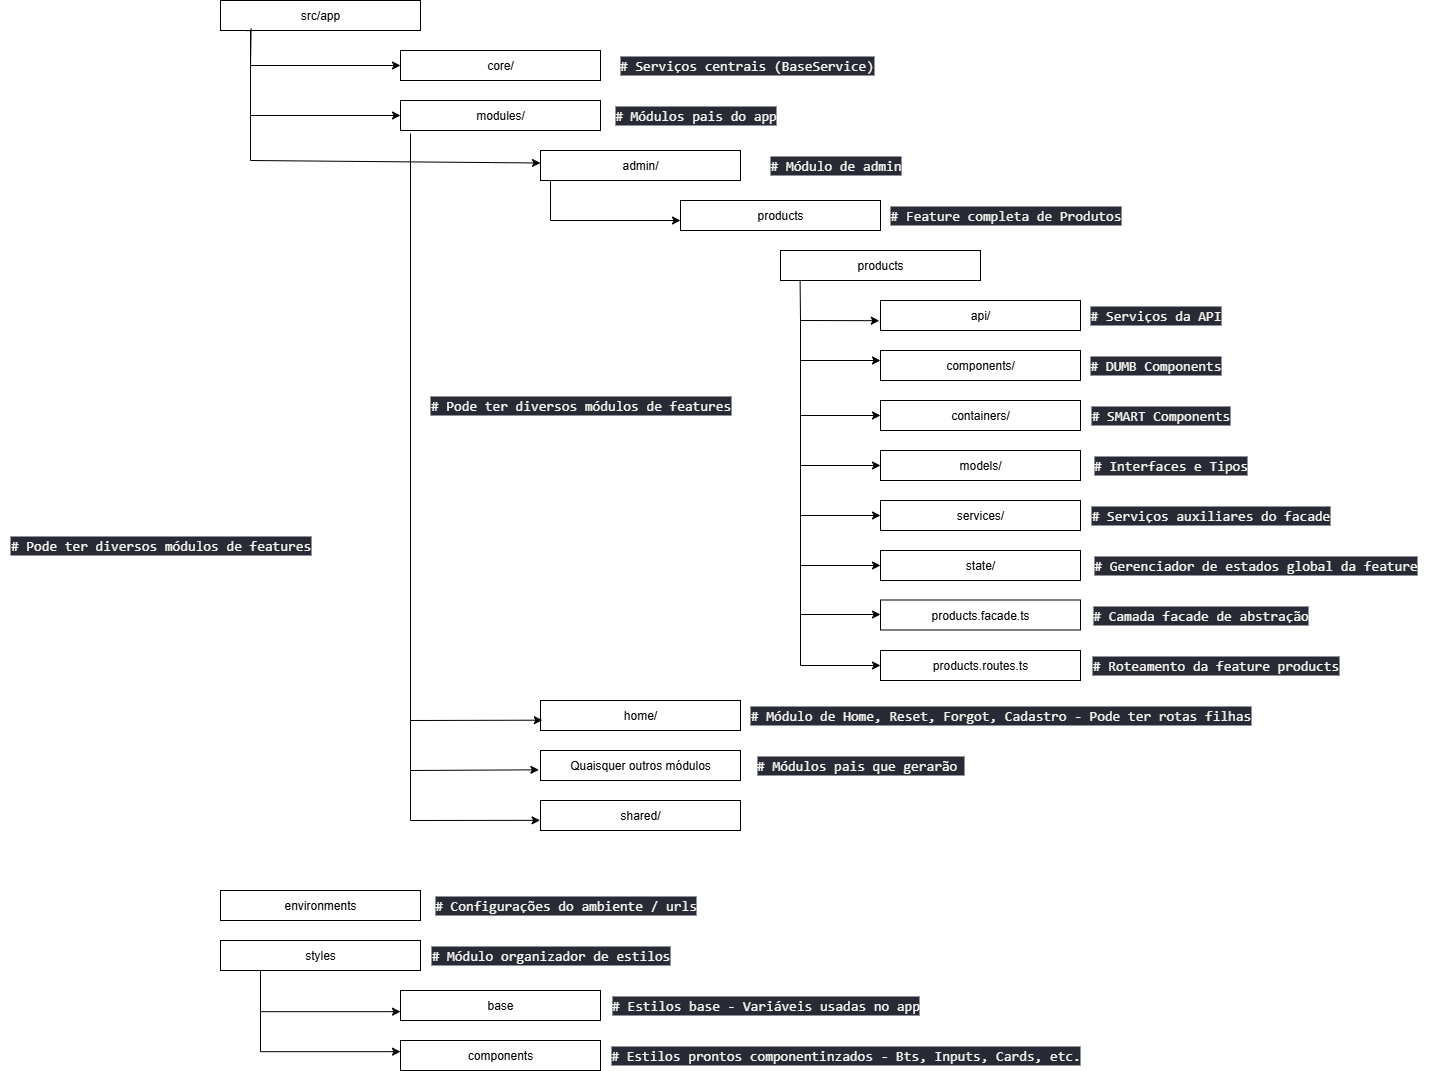 src/app
core/
# Serviços centrais (BaseService)
modules/
# Módulos pais do app
admin/
# Módulo de admin
products
# Feature completa de Produtos
products
api/
# Serviços da API
components/
# DUMB Components
# Pode ter diversos módulos de features
containers/
# SMART Components
models/
# Interfaces e Tipos
services/
# Serviços auxiliares do facade
# Pode ter diversos módulos de features
state/
# Gerenciador de estados global da feature
products.facade.ts
# Camada facade de abstração
products.routes.ts
# Roteamento da feature products
home/
# Módulo de Home, Reset, Forgot, Cadastro - Pode ter rotas filhas
Quaisquer outros módulos
# Módulos pais que gerarão
shared/
environments
# Configurações do ambiente / urls
styles
# Módulo organizador de estilos
base
# Estilos base - Variáveis usadas no app
components
# Estilos prontos componentinzados - Bts, Inputs, Cards, etc.